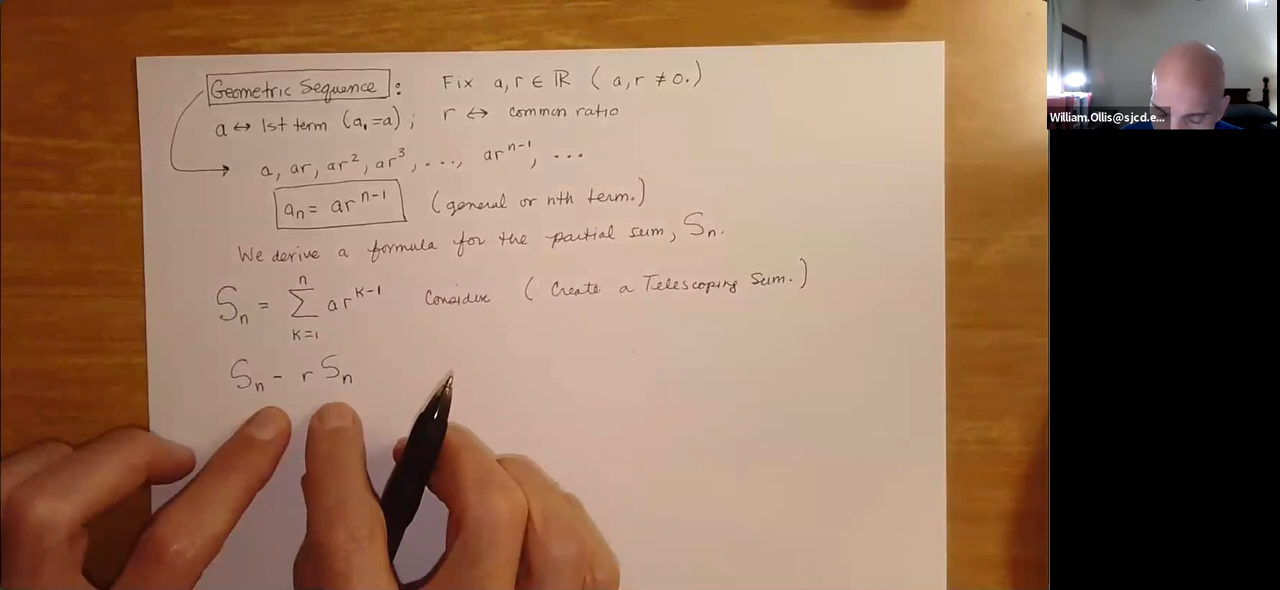 Geometric Sequence: Fix a, r ∈ ℝ (a, r ≠ 0.)
a ↔ 1st term (a₁ = a); r ↔ common ratio
a, ar, ar², ar³, ..., arⁿ⁻¹, ...
aₙ = arⁿ⁻¹ (general or nth term.)
We derive a formula for the partial sum, Sₙ.
Sₙ = ∑ₖ₌₁ⁿ arᵏ⁻¹ Consider (Create a Telescoping Sum.)
Sₙ - r Sₙ
William.Ollis@sjcd.e...